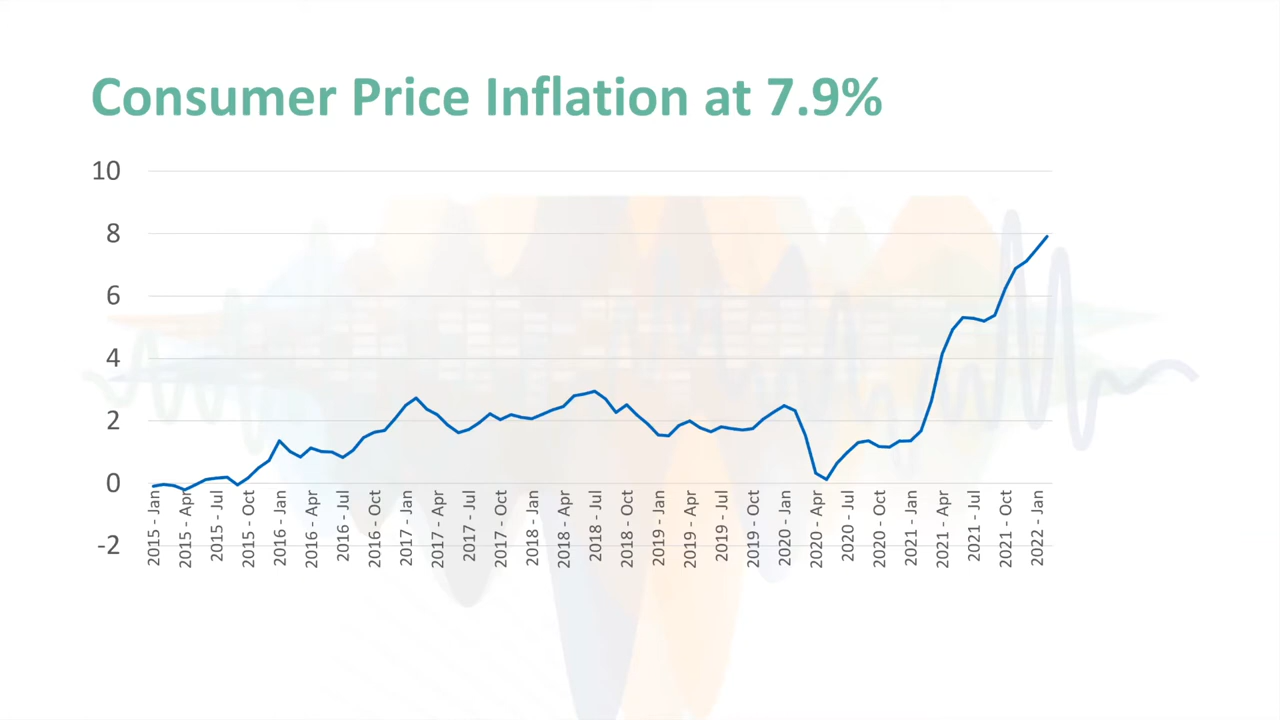 Consumer Price Inflation at 7.9%
10
8
6
4
2
0
-2
2015 - Jan
2015 - Apr
2015 - Jul
2015 - Oct
2016 - Jan
2016 - Apr
2016 - Jul
2016 - Oct
2017 - Jan
2017 - Apr
2017 - Jul
2017 - Oct
2018 - Jan
2018 - Apr
2018 - Jul
2018 - Oct
2019 - Jan
2019 - Apr
2019 - Jul
2019 - Oct
2020 - Jan
2020 - Apr
2020 - Jul
2020 - Oct
2021 - Jan
2021 - Apr
2021 - Jul
2021 - Oct
2022 - Jan